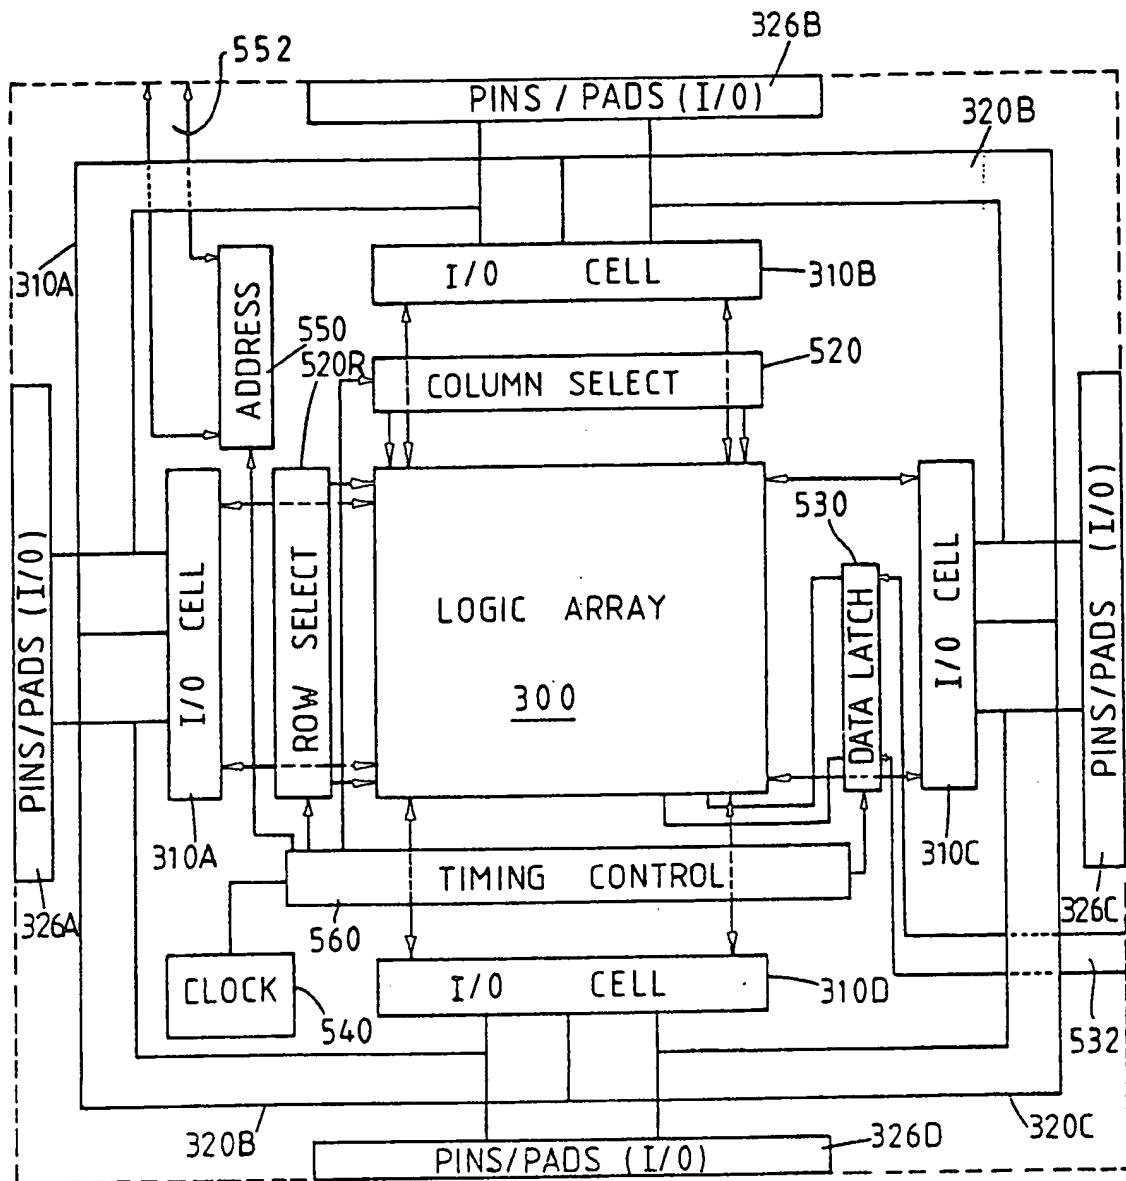 326B
552
PINS / PADS (I/O)
320B
310A
I/O CELL
310B
ADDRESS
550
520R
COLUMN SELECT
520
PINS/PADS (I/O)
I/O CELL
ROW SELECT
LOGIC ARRAY
300
530
DATA LATCH
I/O CELL
PINS/PADS (I/O)
310A
310C
TIMING CONTROL
326A
560
326C
CLOCK
540
I/O CELL
310D
532
320B
320C
326D
PINS/PADS (I/O)